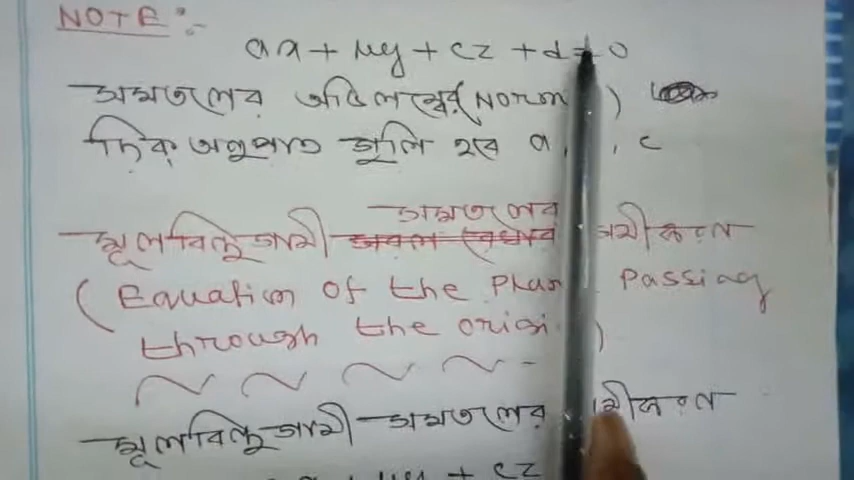 NOTE :-
ax + by + cz + d = 0
সমতলের অভিলম্বের (Norm )
দিক অনুপাত গুলি হবে a, , c
সমতলের
মূলবিন্দুগামী সরল রেখার সমীকরণ
( Equation of the Plan Passing
through the origi )
মূলবিন্দুগামী সমতলের সমীকরণ
+ cz